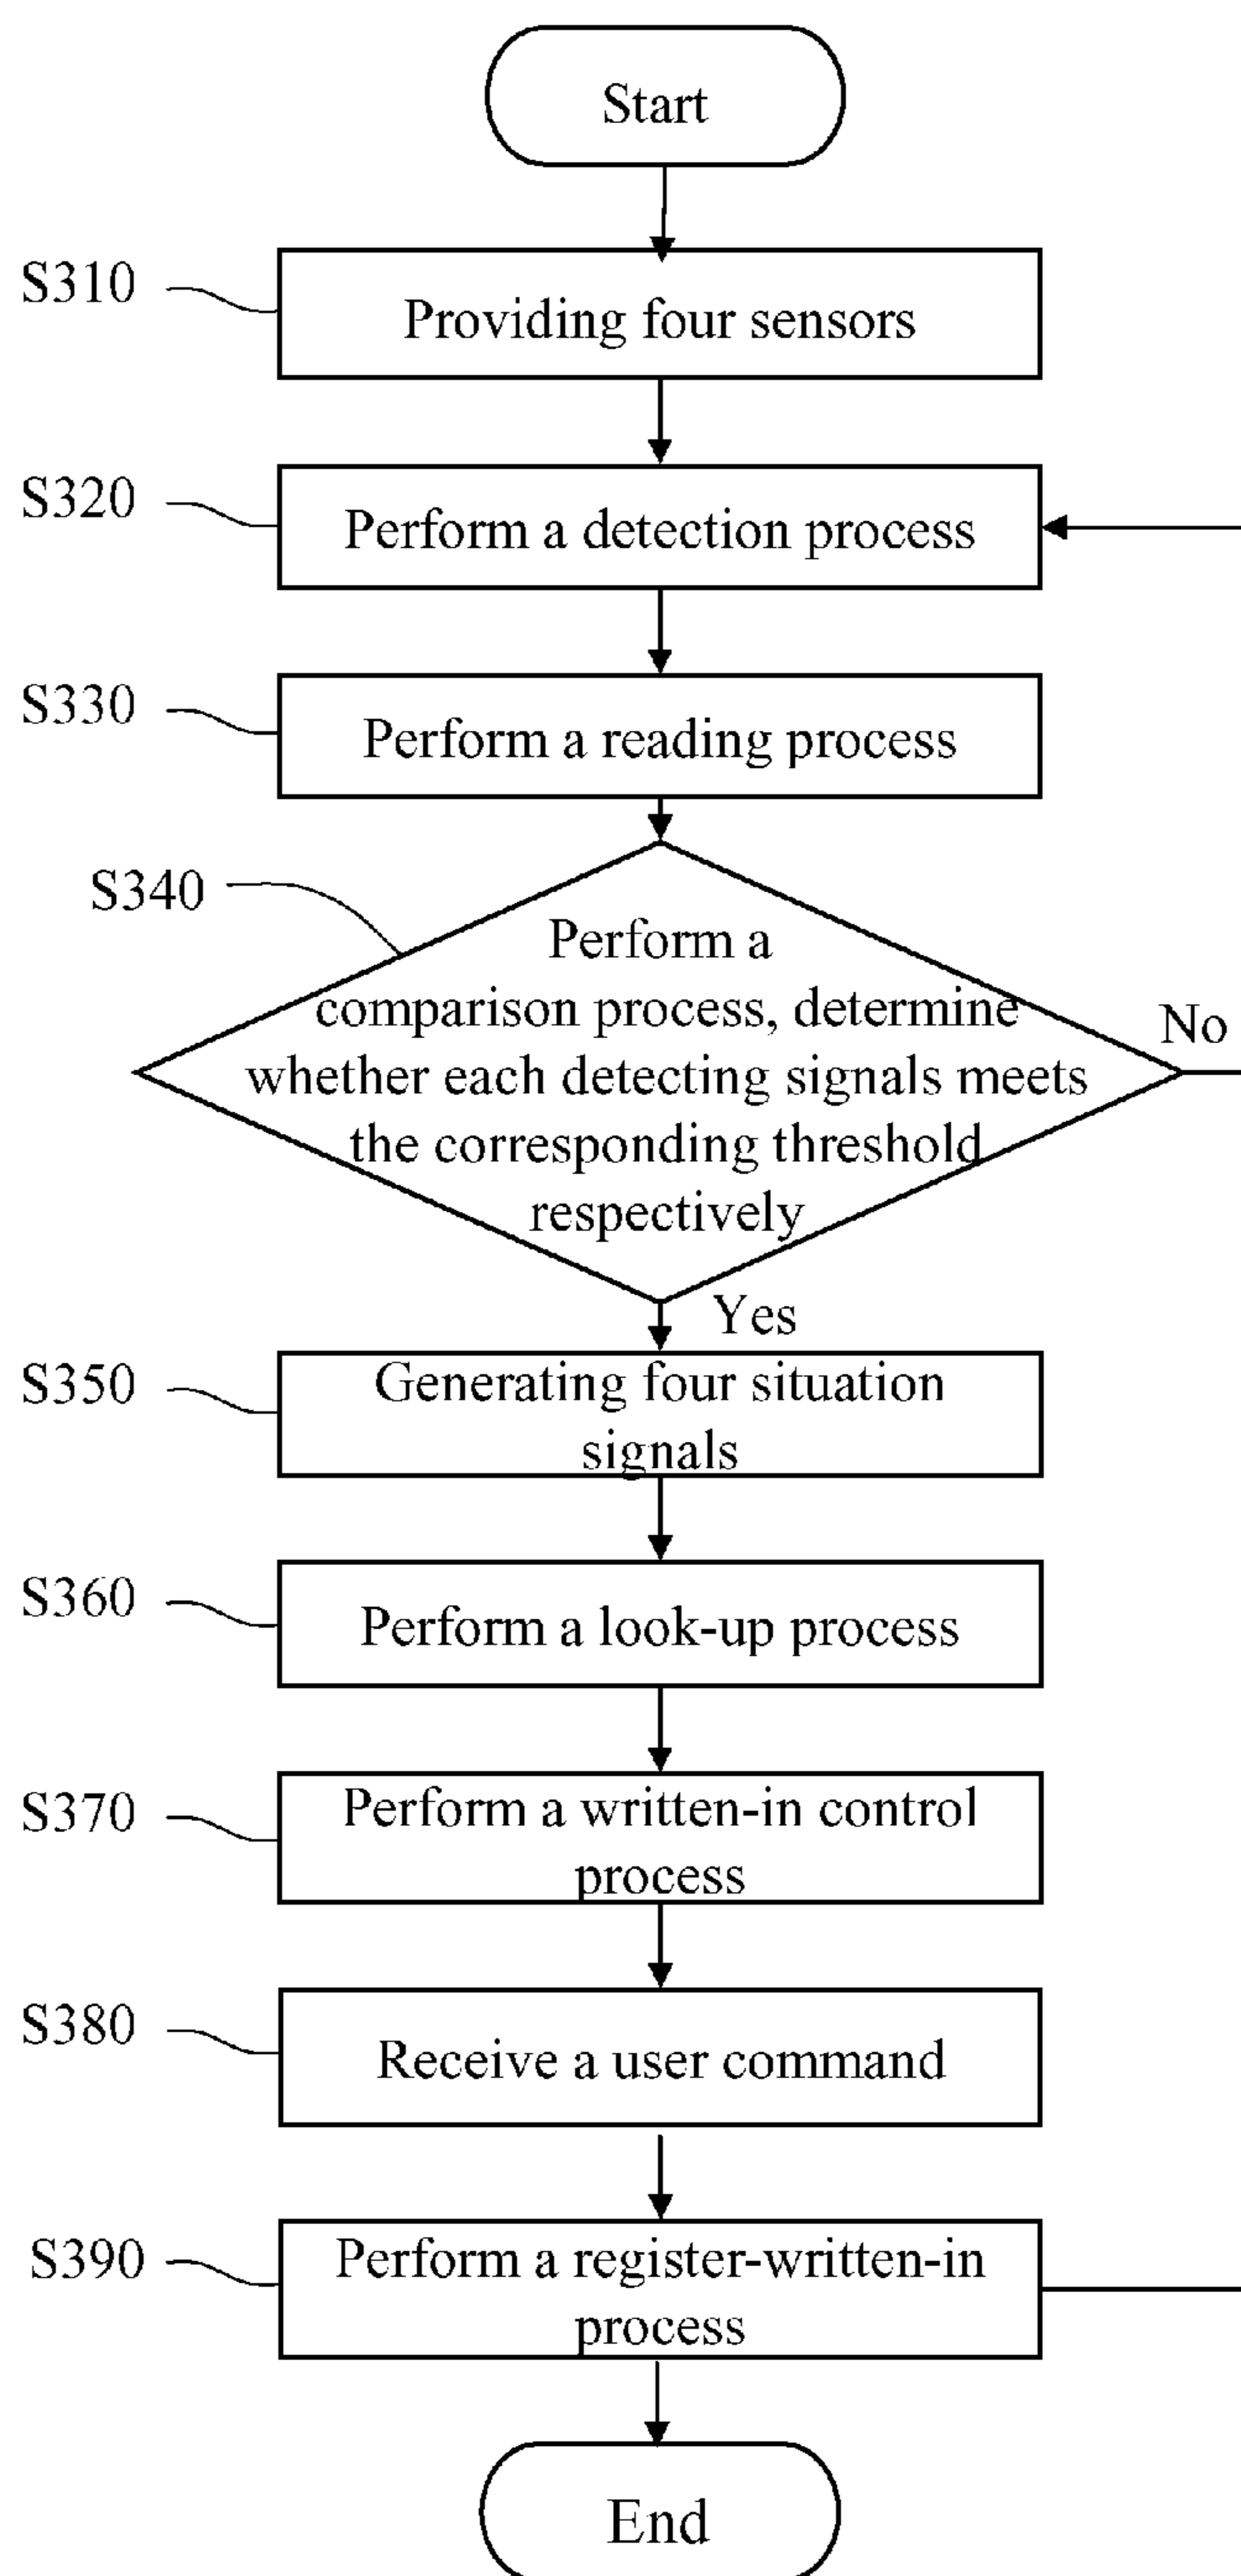 Start
S310
Providing four sensors
S320
Perform a detection process
S330
Perform a reading process
S340
Perform a
comparison process, determine
whether each detecting signals meets
the corresponding threshold
respectively
No
Yes
S350
Generating four situation
signals
S360
Perform a look-up process
S370
Perform a written-in control
process
S380
Receive a user command
S390
Perform a register-written-in
process
End